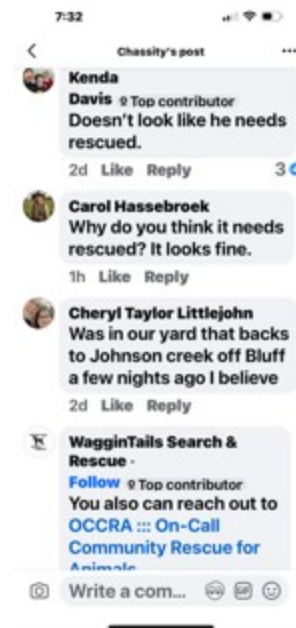 7:32
Chassity's post
Kenda
Davis Top contributor
Doesn't look like he needs
rescued.
2d Like Reply 3
Carol Hassebroek
Why do you think it needs
rescued? It looks fine.
1h Like Reply
Cheryl Taylor Littlejohn
Was in our yard that backs
to Johnson creek off Bluff
a few nights ago I believe
2d Like Reply
WagginTails Search &
Rescue ·
Follow Top contributor
You also can reach out to
OCCRA ::: On-Call
Community Rescue for
Animals
Write a com...
GIF